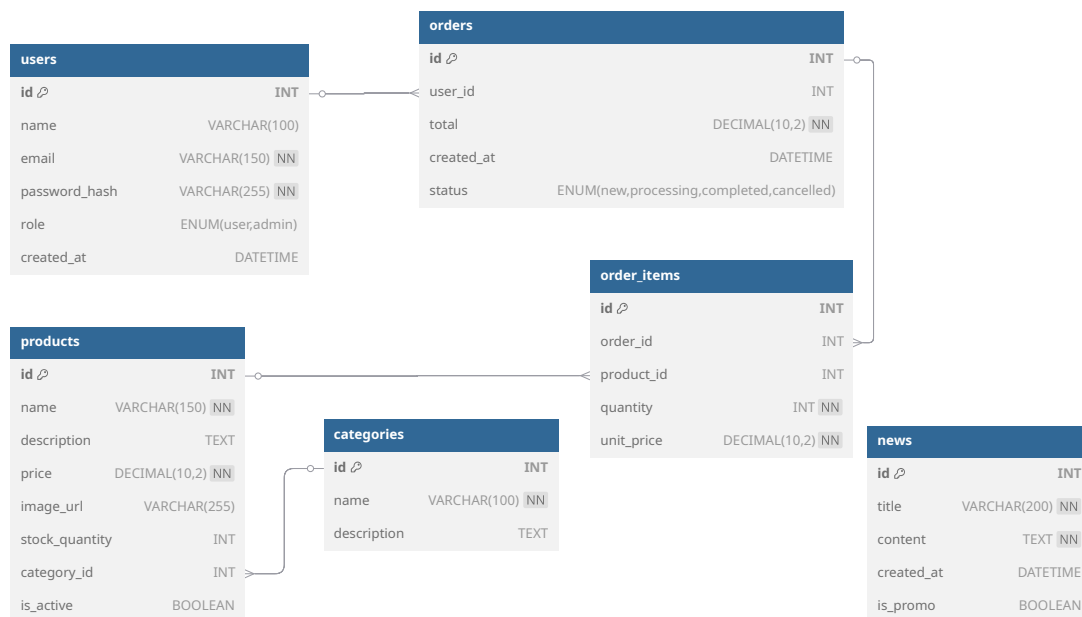 users
id INT
name VARCHAR(100)
email VARCHAR(150) NN
password_hash VARCHAR(255) NN
role ENUM(user,admin)
created_at DATETIME
orders
id INT
user_id INT
total DECIMAL(10,2) NN
created_at DATETIME
status ENUM(new,processing,completed,cancelled)
order_items
id INT
order_id INT
product_id INT
quantity INT NN
unit_price DECIMAL(10,2) NN
products
id INT
name VARCHAR(150) NN
description TEXT
price DECIMAL(10,2) NN
image_url VARCHAR(255)
stock_quantity INT
category_id INT
is_active BOOLEAN
categories
id INT
name VARCHAR(100) NN
description TEXT
news
id INT
title VARCHAR(200) NN
content TEXT NN
created_at DATETIME
is_promo BOOLEAN